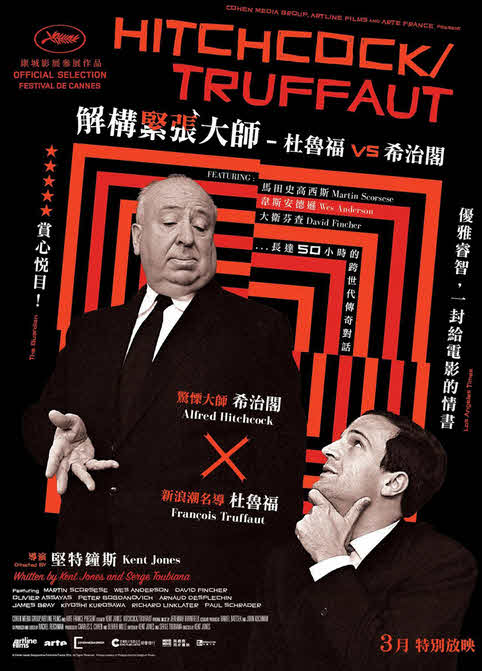 COHEN MEDIA GROUP, ARTLINE FILMS AND ARTE FRANCE, PRESENT
FESTIVAL DE CANNES
康城影展參展作品
OFFICIAL SELECTION
FESTIVAL DE CANNES
HITCHCOCK/
TRUFFAUT
解構緊張大師 - 杜魯福 VS 希治閣
FEATURING :
馬田史高西斯 Martin Scorsese
韋斯安德遜 Wes Anderson
大衛芬查 David Fincher
...長達50小時的
跨世代傳奇對話
★★★★★ 賞心悅目！
The Guardian
優雅睿智，一封給電影的情書
Los Angeles Times
驚慄大師 希治閣
Alfred Hitchcock
×
新浪潮名導 杜魯福
François Truffaut
導演 堅特鐘斯 Kent Jones
DIRECTED BY
Written by Kent Jones and Serge Toubiana
Featuring MARTIN SCORSESE WES ANDERSON DAVID FINCHER
OLIVIER ASSAYAS PETER BOGDANOVICH ARNAUD DESPLECHIN
JAMES GRAY KIYOSHI KUROSAWA RICHARD LINKLATER PAUL SCHRADER
artline films
arte
COHEN MEDIA GROUP
3月 特別放映